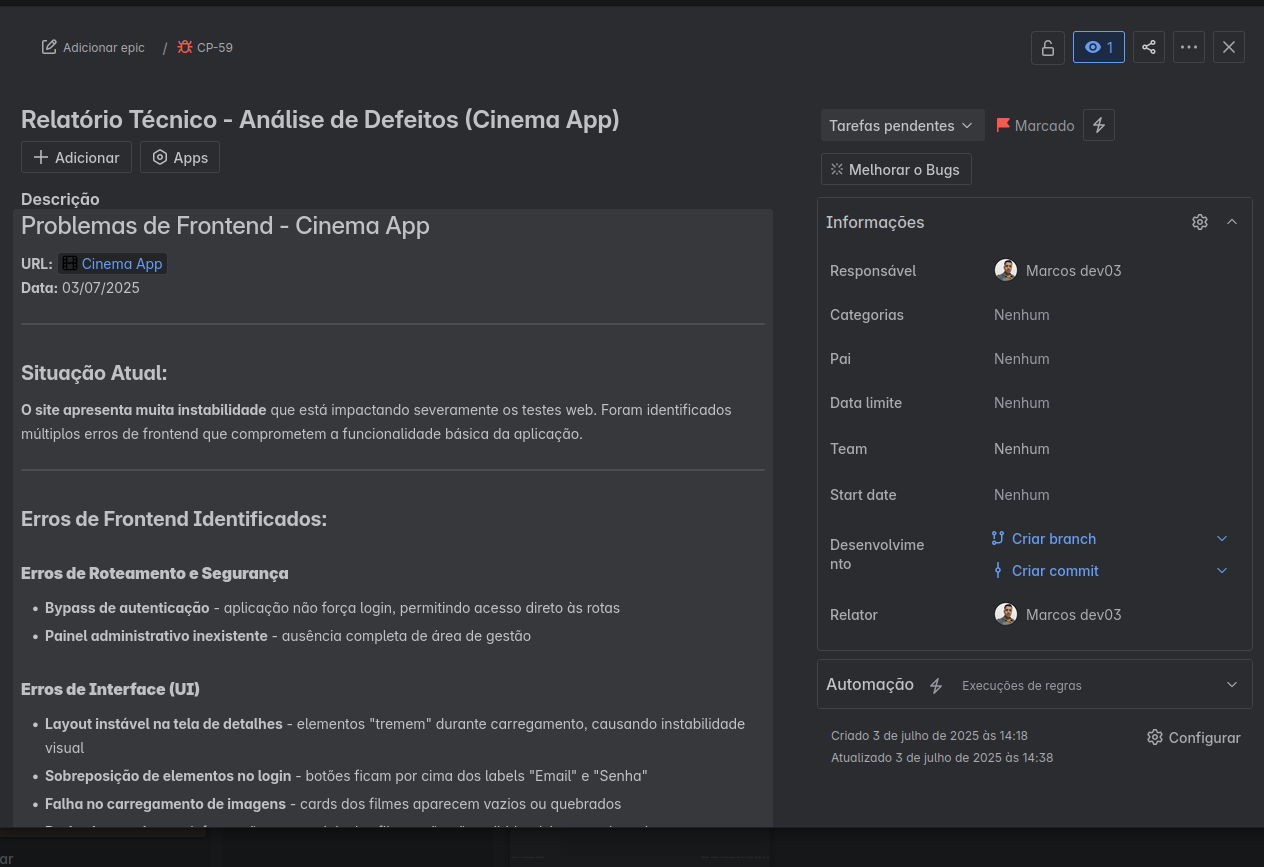 Adicionar epic / CP-59
1
Relatório Técnico - Análise de Defeitos (Cinema App)
Adicionar
Apps
Descrição
Problemas de Frontend - Cinema App
URL: Cinema App
Data: 03/07/2025
Situação Atual:
O site apresenta muita instabilidade que está impactando severamente os testes web. Foram identificados
múltiplos erros de frontend que comprometem a funcionalidade básica da aplicação.
Erros de Frontend Identificados:
Erros de Roteamento e Segurança
• Bypass de autenticação - aplicação não força login, permitindo acesso direto às rotas
• Painel administrativo inexistente - ausência completa de área de gestão
Erros de Interface (UI)
• Layout instável na tela de detalhes - elementos "tremem" durante carregamento, causando instabilidade
visual
• Sobreposição de elementos no login - botões ficam por cima dos labels "Email" e "Senha"
• Falha no carregamento de imagens - cards dos filmes aparecem vazios ou quebrados
Tarefas pendentes
Marcado
Melhorar o Bugs
Informações
Responsável Marcos dev03
Categorias Nenhum
Pai Nenhum
Data limite Nenhum
Team Nenhum
Start date Nenhum
Desenvolvime
nto
Criar branch
Criar commit
Relator Marcos dev03
Automação Execuções de regras
Criado 3 de julho de 2025 às 14:18
Atualizado 3 de julho de 2025 às 14:38
Configurar
ar